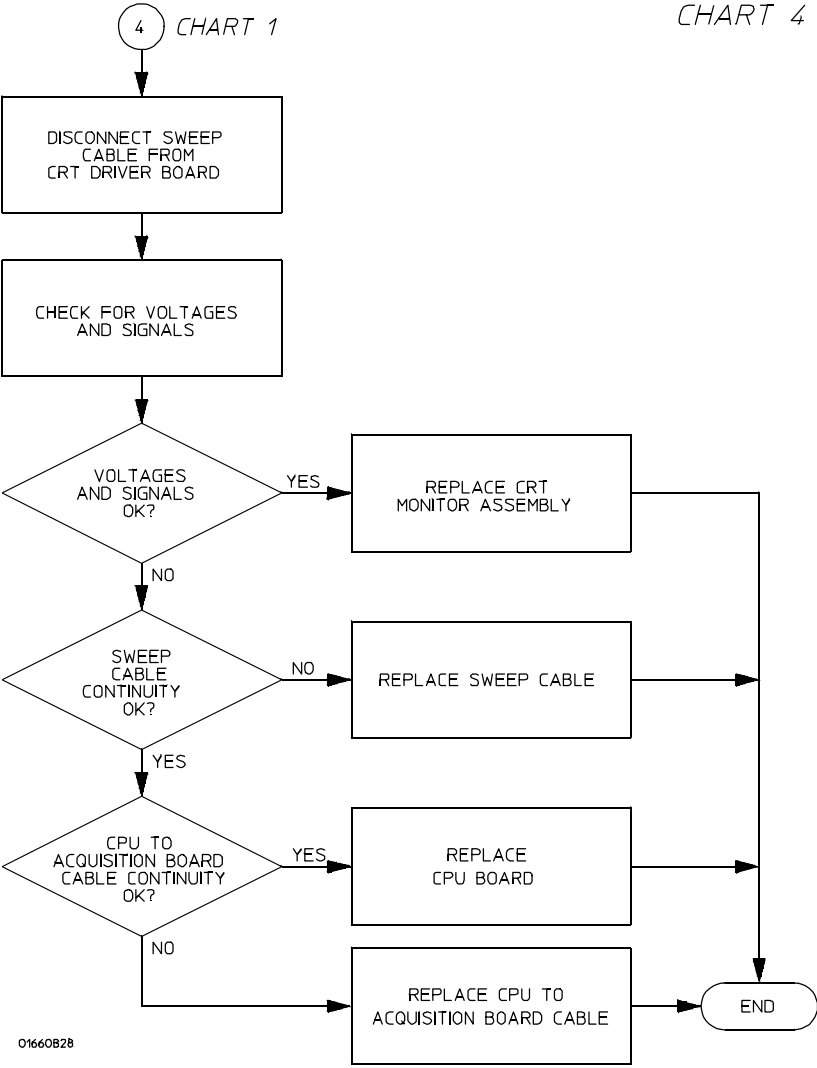 4 CHART 1
CHART 4
DISCONNECT SWEEP
CABLE FROM
CRT DRIVER BOARD
CHECK FOR VOLTAGES
AND SIGNALS
VOLTAGES
AND SIGNALS
OK?
YES
REPLACE CRT
MONITOR ASSEMBLY
NO
SWEEP
CABLE
CONTINUITY
OK?
NO
REPLACE SWEEP CABLE
YES
CPU TO
ACQUISITION BOARD
CABLE CONTINUITY
OK?
YES
REPLACE
CPU BOARD
NO
REPLACE CPU TO
ACQUISITION BOARD CABLE
END
01660B28